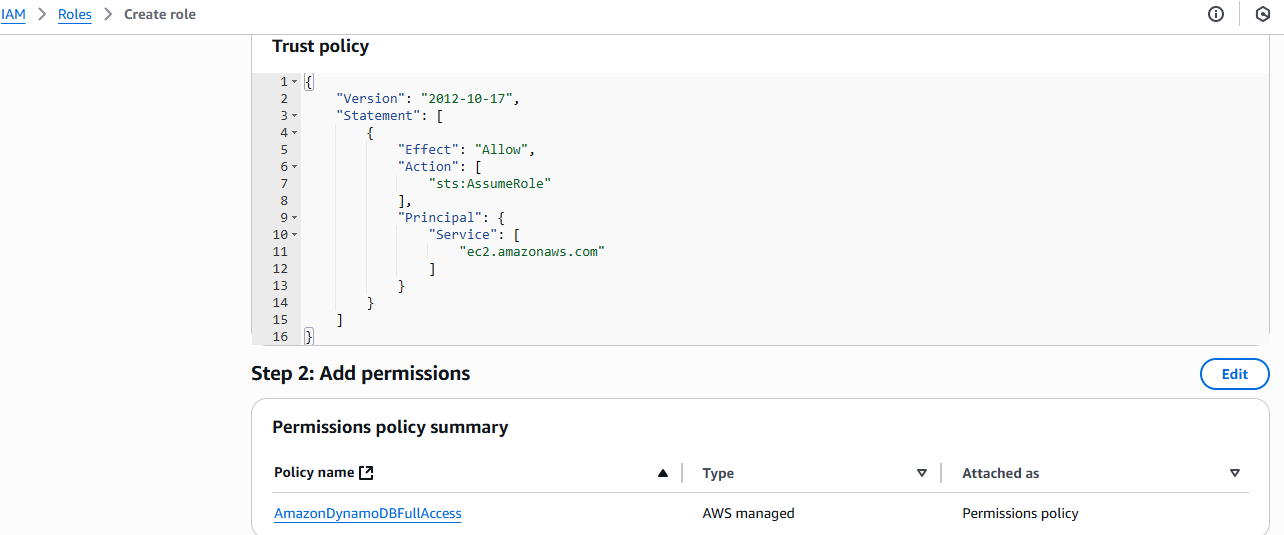 IAM > Roles > Create role
Trust policy
1 {
2 "Version": "2012-10-17",
3 "Statement": [
4 {
5 "Effect": "Allow",
6 "Action": [
7 "sts:AssumeRole"
8 ],
9 "Principal": {
10 "Service": [
11 "ec2.amazonaws.com"
12 ]
13 }
14 }
15 ]
16 }
Step 2: Add permissions Edit
Permissions policy summary
Policy name Type Attached as
AmazonDynamoDBFullAccess AWS managed Permissions policy